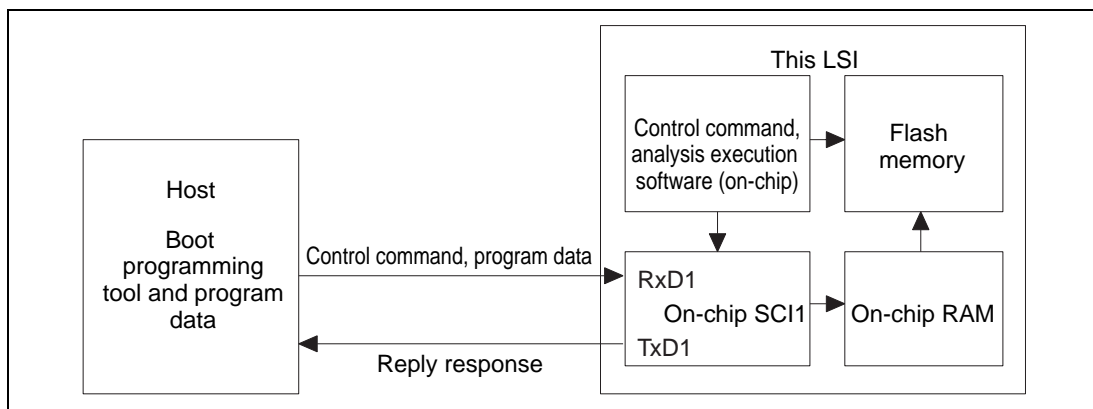 Host
Boot
programming
tool and program
data
Control command, program data
Reply response
This LSI
Control command,
analysis execution
software (on-chip)
Flash
memory
RxD1
On-chip SCI1
TxD1
On-chip RAM